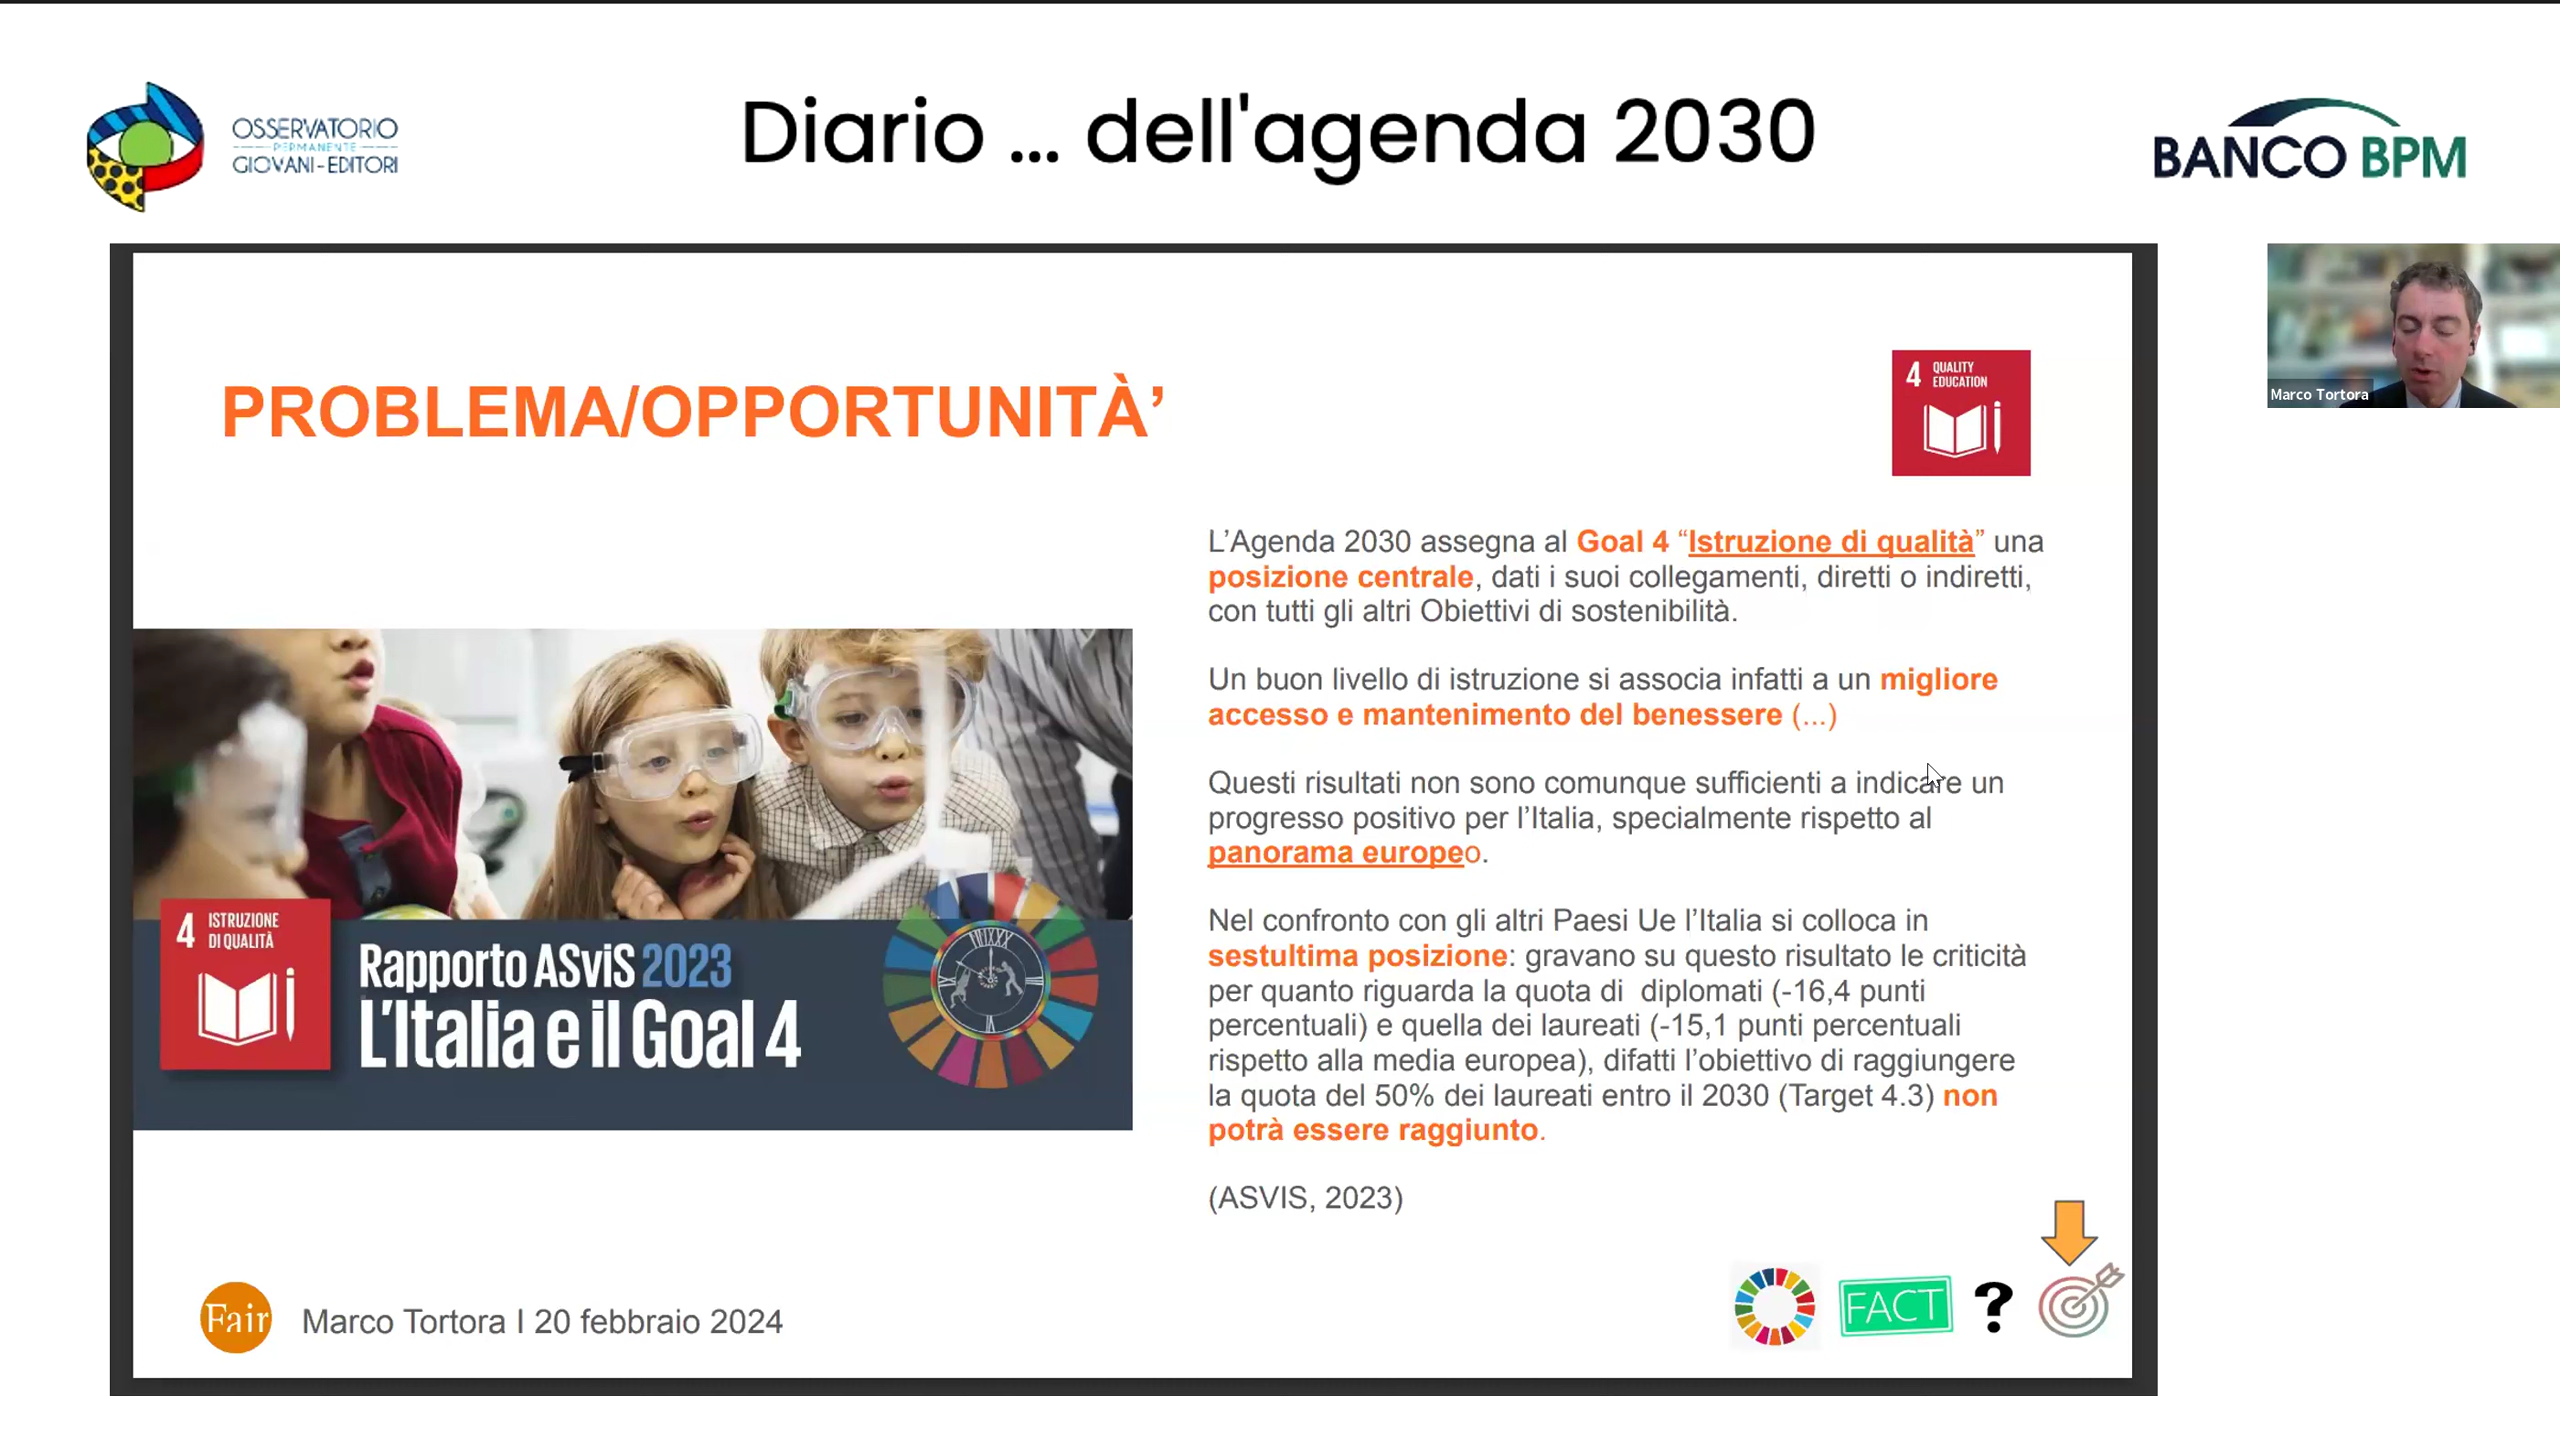 OSSERVATORIO
PERMANENTE
GIOVANI-EDITORI
Diario ... dell'agenda 2030
BANCO BPM
Marco Tortora
PROBLEMA/OPPORTUNITÀ’
4 QUALITY
EDUCATION
L’Agenda 2030 assegna al Goal 4 “Istruzione di qualità” una
posizione centrale, dati i suoi collegamenti, diretti o indiretti,
con tutti gli altri Obiettivi di sostenibilità.
Un buon livello di istruzione si associa infatti a un migliore
accesso e mantenimento del benessere (...)
Questi risultati non sono comunque sufficienti a indicare un
progresso positivo per l’Italia, specialmente rispetto al
panorama europeo.
Nel confronto con gli altri Paesi Ue l’Italia si colloca in
sestultima posizione: gravano su questo risultato le criticità
per quanto riguarda la quota di  diplomati (-16,4 punti
percentuali) e quella dei laureati (-15,1 punti percentuali
rispetto alla media europea), difatti l’obiettivo di raggiungere
la quota del 50% dei laureati entro il 2030 (Target 4.3) non
potrà essere raggiunto.
(ASVIS, 2023)
4 ISTRUZIONE
DI QUALITÀ
Rapporto ASviS 2023
L’Italia e il Goal 4
Fair
Marco Tortora I 20 febbraio 2024
FACT
?